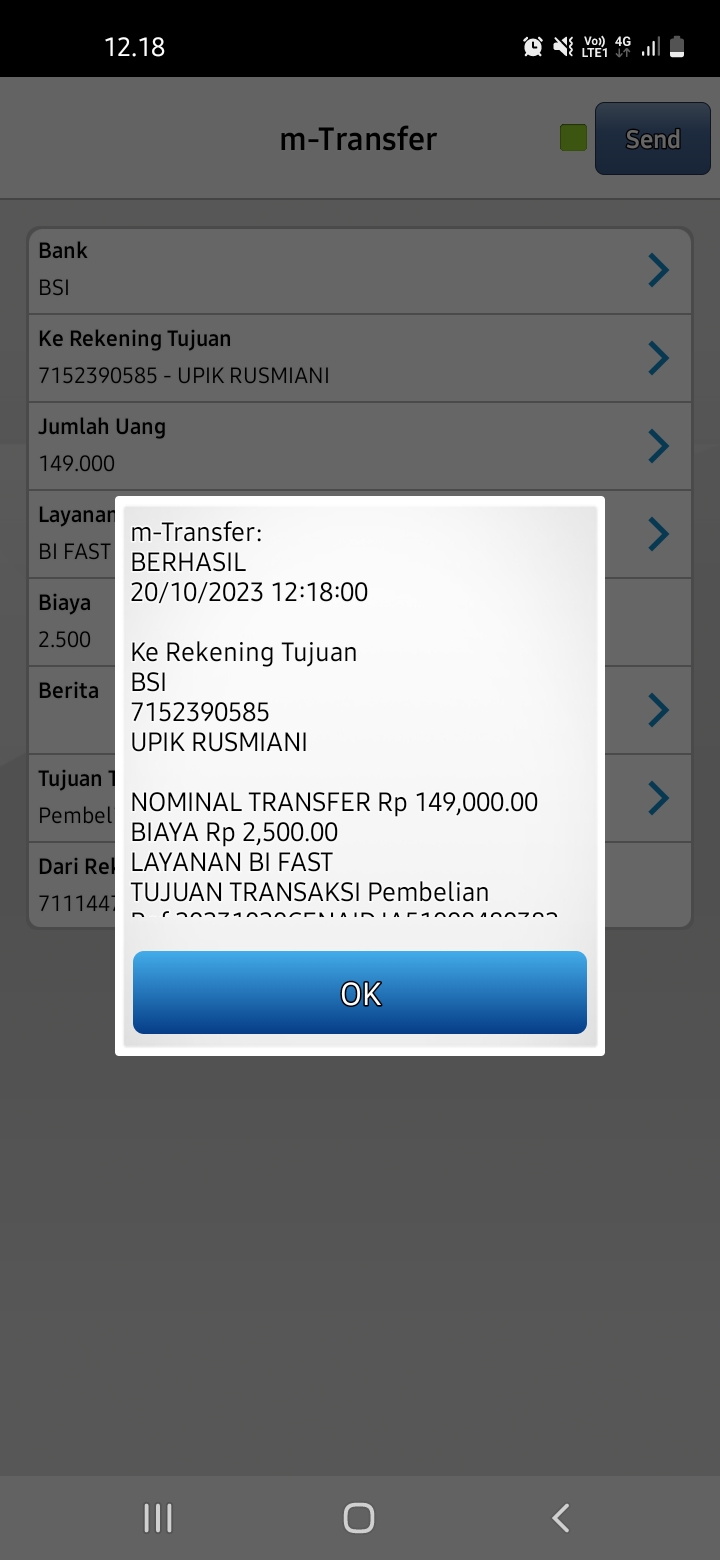 12.18
Vo)) 4G
LTE1
m-Transfer
Send
Bank
BSI
Ke Rekening Tujuan
7152390585 - UPIK RUSMIANI
Jumlah Uang
149.000
Layanan
BI FAST
Biaya
2.500
Berita
Tujuan T
Pembel
Dari Rek
7111447
m-Transfer:
BERHASIL
20/10/2023 12:18:00
Ke Rekening Tujuan
BSI
7152390585
UPIK RUSMIANI
NOMINAL TRANSFER Rp 149,000.00
BIAYA Rp 2,500.00
LAYANAN BI FAST
TUJUAN TRANSAKSI Pembelian
OK